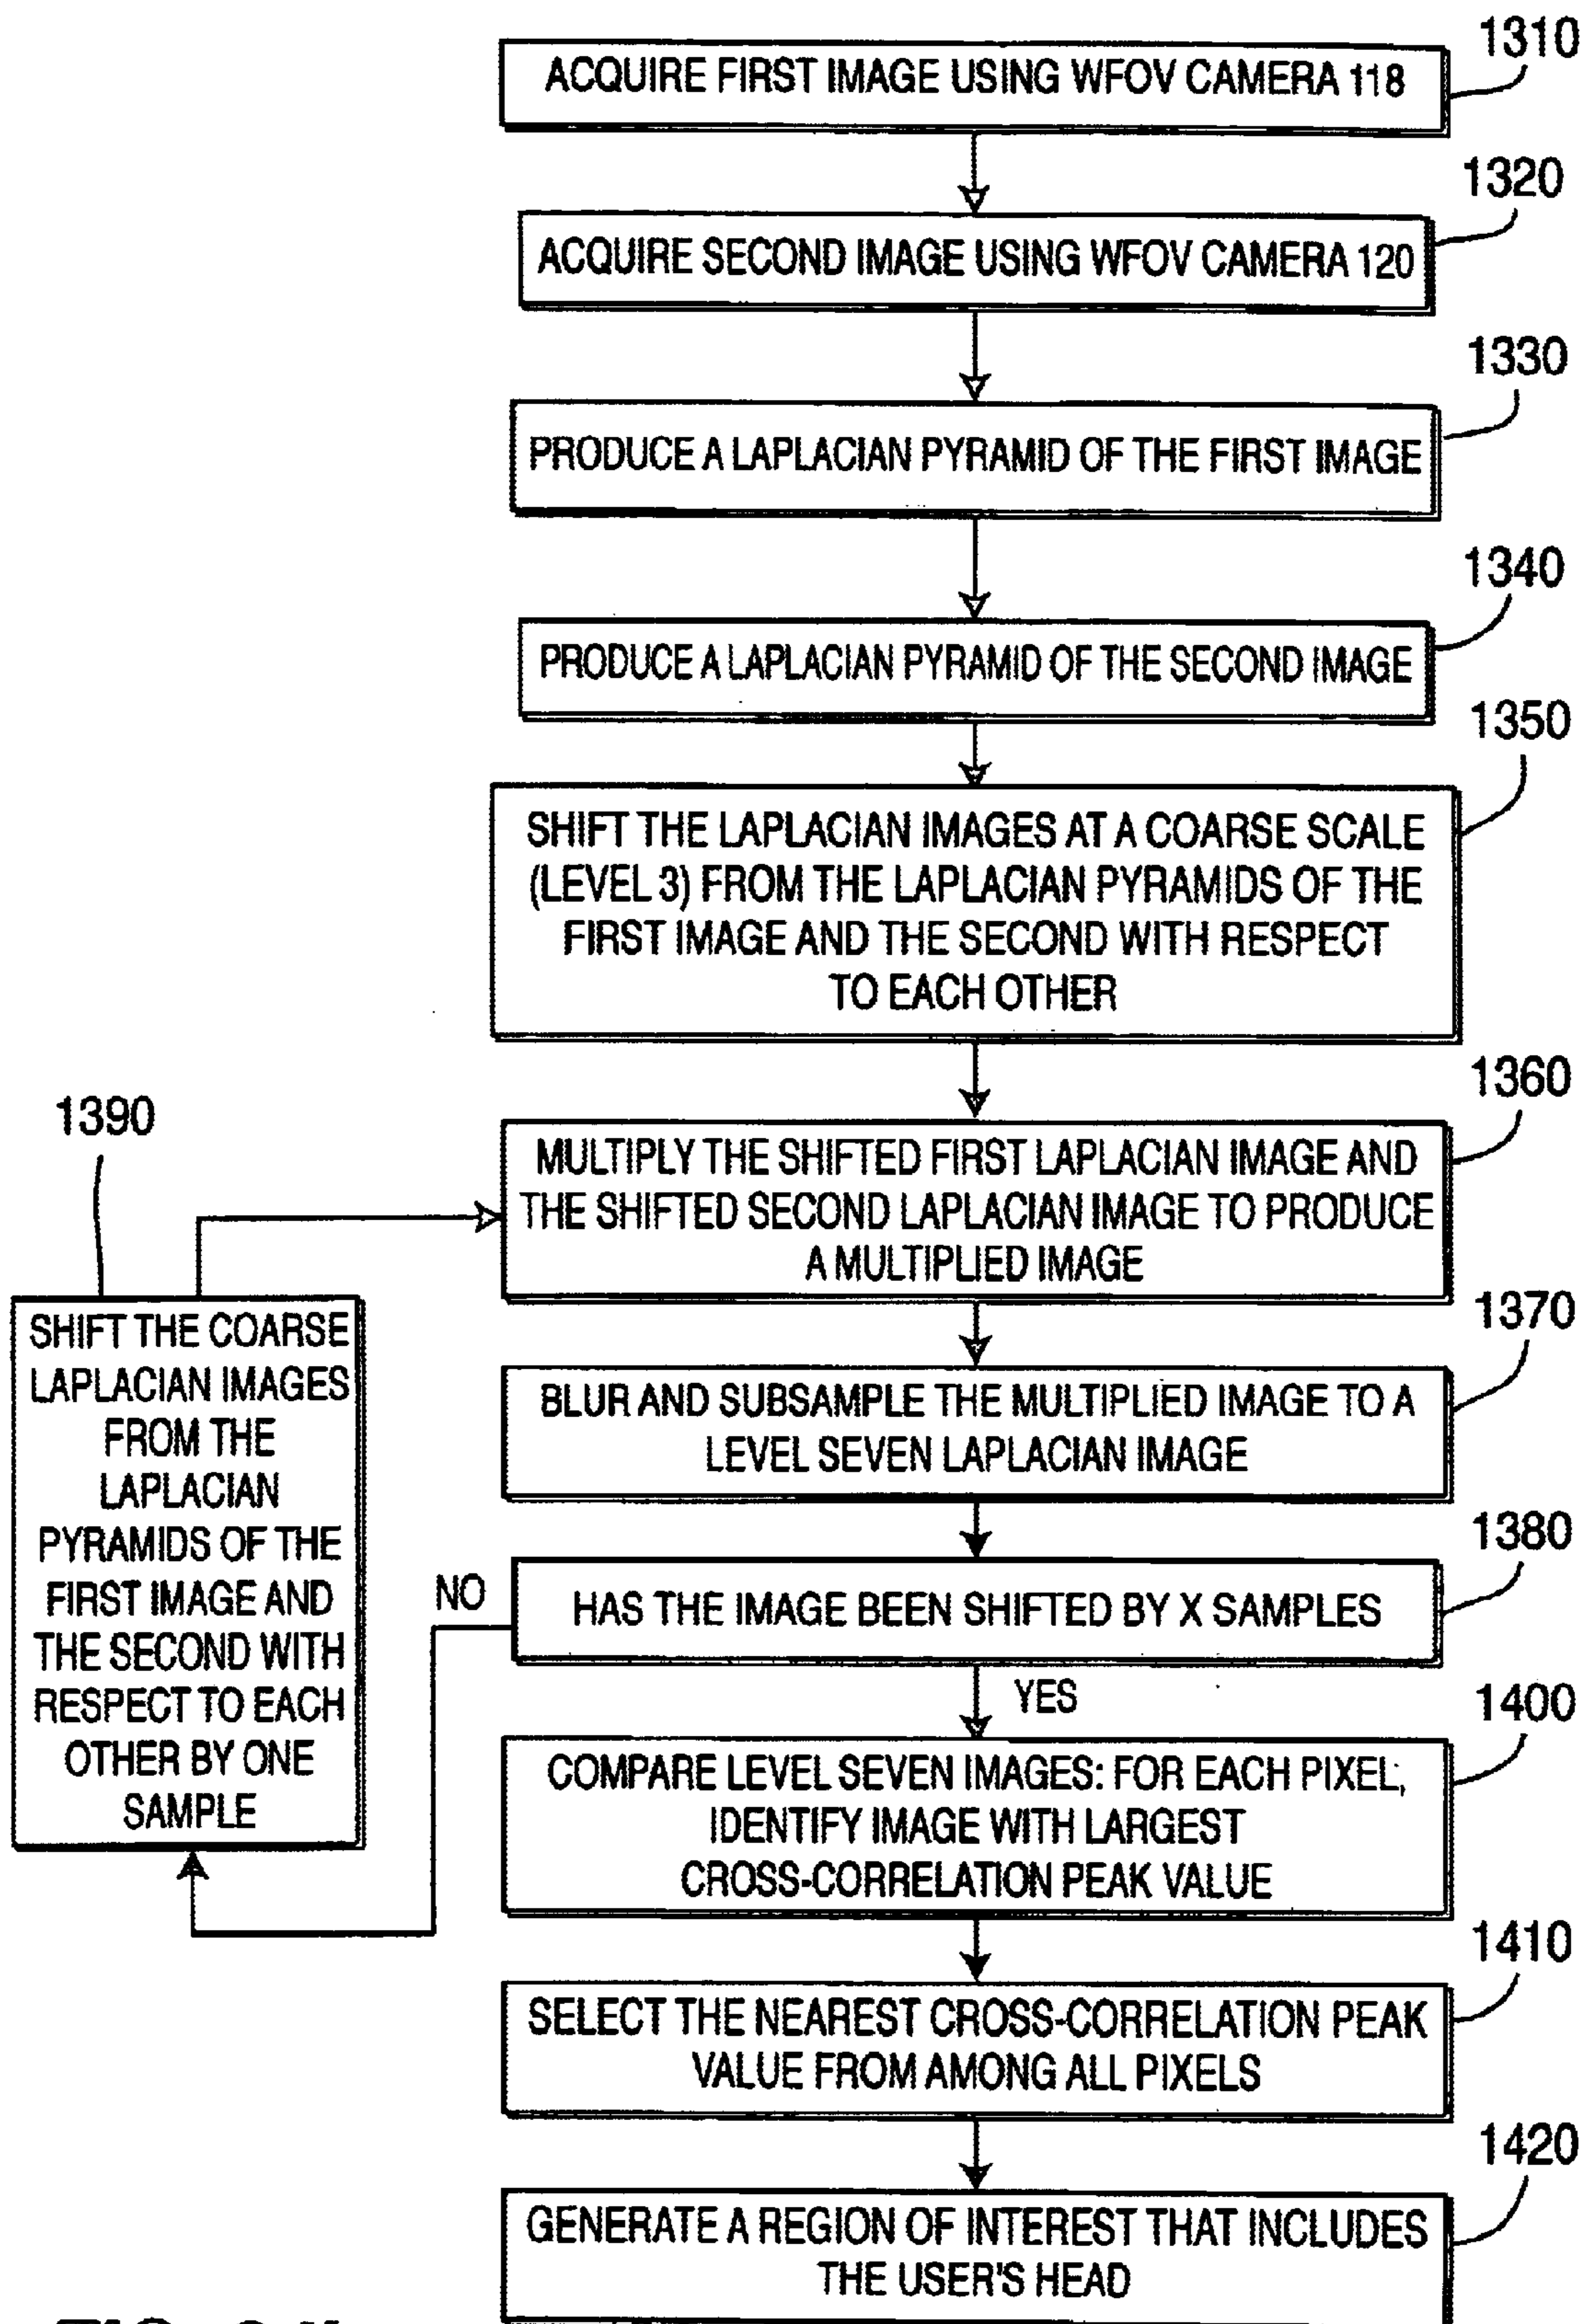 1310
ACQUIRE FIRST IMAGE USING WFOV CAMERA 118
1320
ACQUIRE SECOND IMAGE USING WFOV CAMERA 120
1330
PRODUCE A LAPLACIAN PYRAMID OF THE FIRST IMAGE
1340
PRODUCE A LAPLACIAN PYRAMID OF THE SECOND IMAGE
1350
SHIFT THE LAPLACIAN IMAGES AT A COARSE SCALE
(LEVEL 3) FROM THE LAPLACIAN PYRAMIDS OF THE
FIRST IMAGE AND THE SECOND WITH RESPECT
TO EACH OTHER
1360
MULTIPLY THE SHIFTED FIRST LAPLACIAN IMAGE AND
THE SHIFTED SECOND LAPLACIAN IMAGE TO PRODUCE
A MULTIPLIED IMAGE
1370
BLUR AND SUBSAMPLE THE MULTIPLIED IMAGE TO A
LEVEL SEVEN LAPLACIAN IMAGE
1380
HAS THE IMAGE BEEN SHIFTED BY X SAMPLES
NO
YES
1390
SHIFT THE COARSE
LAPLACIAN IMAGES
FROM THE
LAPLACIAN
PYRAMIDS OF THE
FIRST IMAGE AND
THE SECOND WITH
RESPECT TO EACH
OTHER BY ONE
SAMPLE
1400
COMPARE LEVEL SEVEN IMAGES: FOR EACH PIXEL,
IDENTIFY IMAGE WITH LARGEST
CROSS-CORRELATION PEAK VALUE
1410
SELECT THE NEAREST CROSS-CORRELATION PEAK
VALUE FROM AMONG ALL PIXELS
1420
GENERATE A REGION OF INTEREST THAT INCLUDES
THE USER'S HEAD